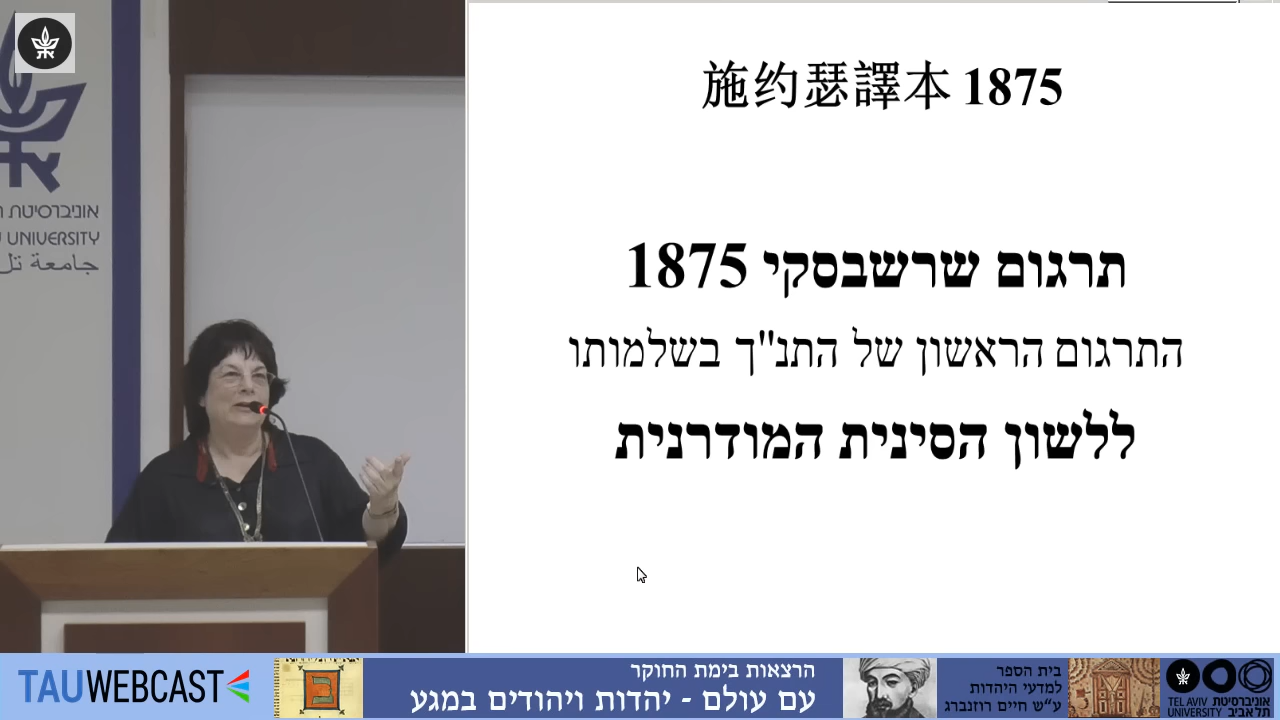 施约瑟譯本 1875
תרגום שרשבסקי 1875
התרגום הראשון של התנ"ך בשלמותו
ללשון הסינית המודרנית
אוניברסיטת
UNIVERSITY
جامعة تل
TAUWEBCAST
הרצאות בימת החוקר
עם עולם - יהדות ויהודים במגע
בית הספר
למדעי היהדות
ע"ש חיים רוזנברג
TEL AVIV אוניברסיטת
UNIVERSITY תל אביב